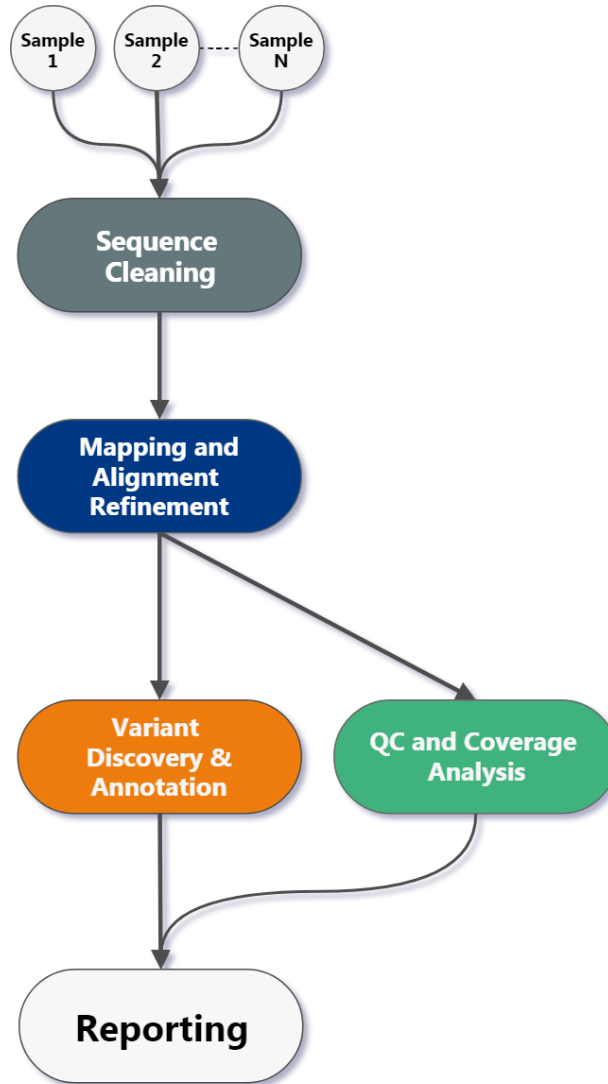 Sample
1
Sample
2
Sample
N
Sequence
Cleaning
Mapping and
Alignment
Refinement
Variant
Discovery &
Annotation
QC and Coverage
Analysis
Reporting